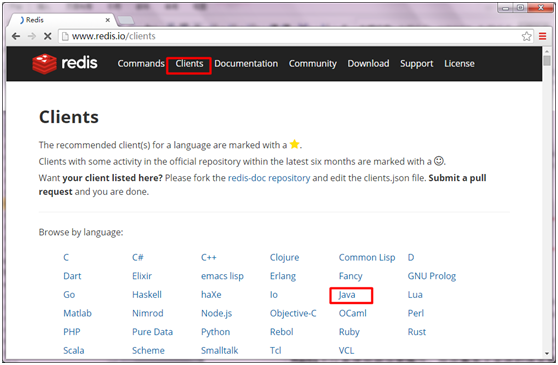 Redis
www.redis.io/clients
redis Commands Clients Documentation Community Download Support License
Clients
The recommended client(s) for a language are marked with a ★.
Clients with some activity in the official repository within the latest six months are marked with a ☺.
Want your client listed here? Please fork the redis-doc repository and edit the clients.json file. Submit a pull
request and you are done.
Browse by language:
C C# C++ Clojure Common Lisp D
Dart Elixir emacs lisp Erlang Fancy GNU Prolog
Go Haskell haXe Io Java Lua
Matlab Nimrod Node.js Objective-C OCaml Perl
PHP Pure Data Python Rebol Ruby Rust
Scala Scheme Smalltalk Tcl VCL